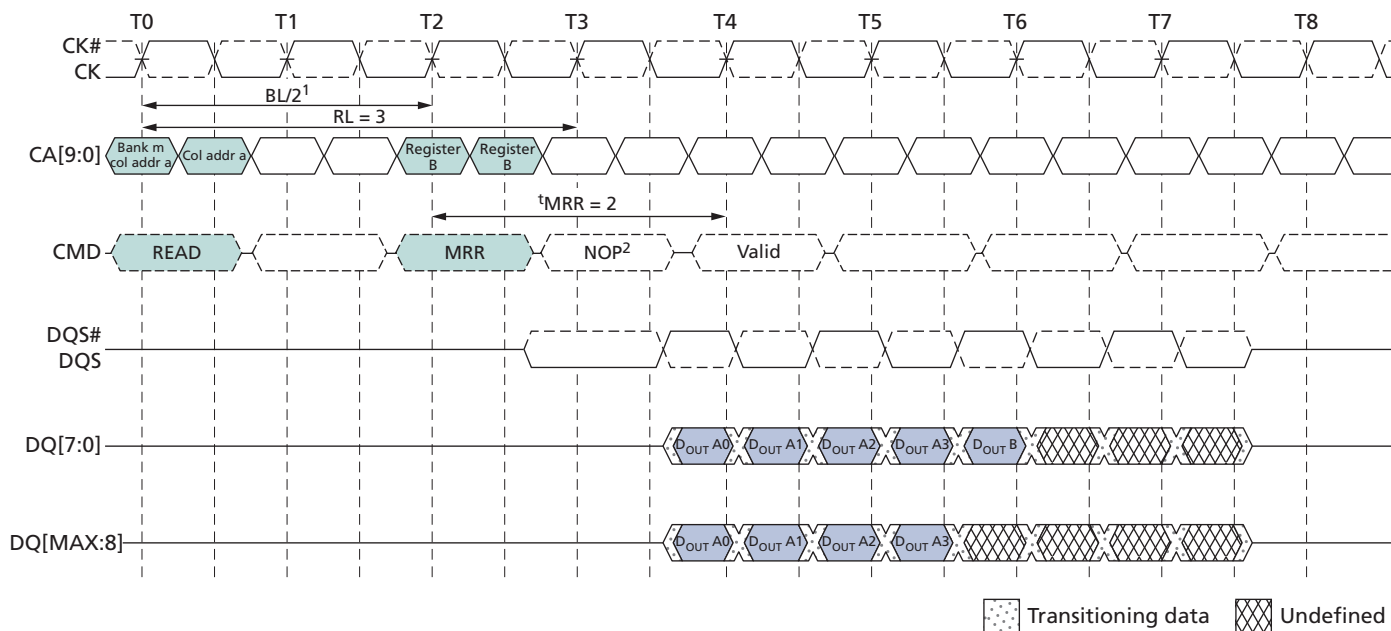 T0 T1 T2 T3 T4 T5 T6 T7 T8
CK#
CK
BL/2¹
RL = 3
CA[9:0]
Bank m
col addr a
Col addr a
Register
B
Register
B
ᵗMRR = 2
CMD
READ
MRR
NOP²
Valid
DQS#
DQS
DQ[7:0]
DOUT A0 DOUT A1 DOUT A2 DOUT A3 DOUT B
DQ[MAX:8]
DOUT A0 DOUT A1 DOUT A2 DOUT A3
Transitioning data
Undefined